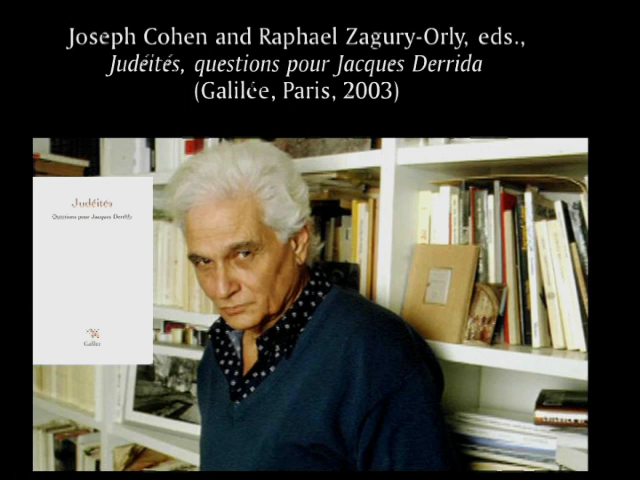 Joseph Cohen and Raphael Zagury-Orly, eds.,
Judéités, questions pour Jacques Derrida
(Galilée, Paris, 2003)
Judéités
Questions pour Jacques Derrida
Galilée